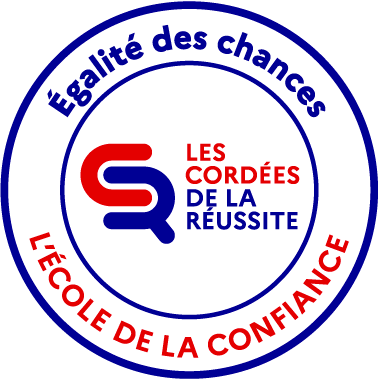 Égalité des chances
LES
CORDÉES
DE LA
RÉUSSITE
L'ÉCOLE DE LA CONFIANCE